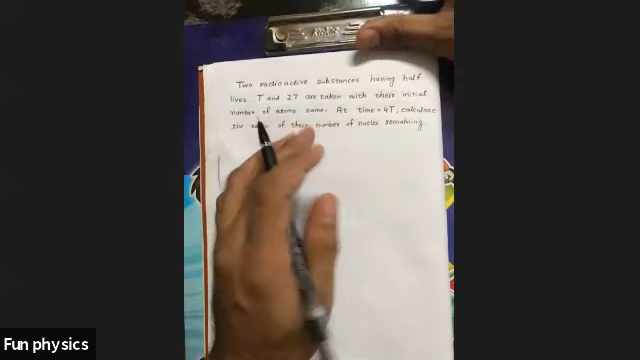 Two radioactive substances having half
lives T and 2T are taken with their initial
number of atoms same. At time = 4T, calculate
the of their number of nuclei remaining.
Fun physics